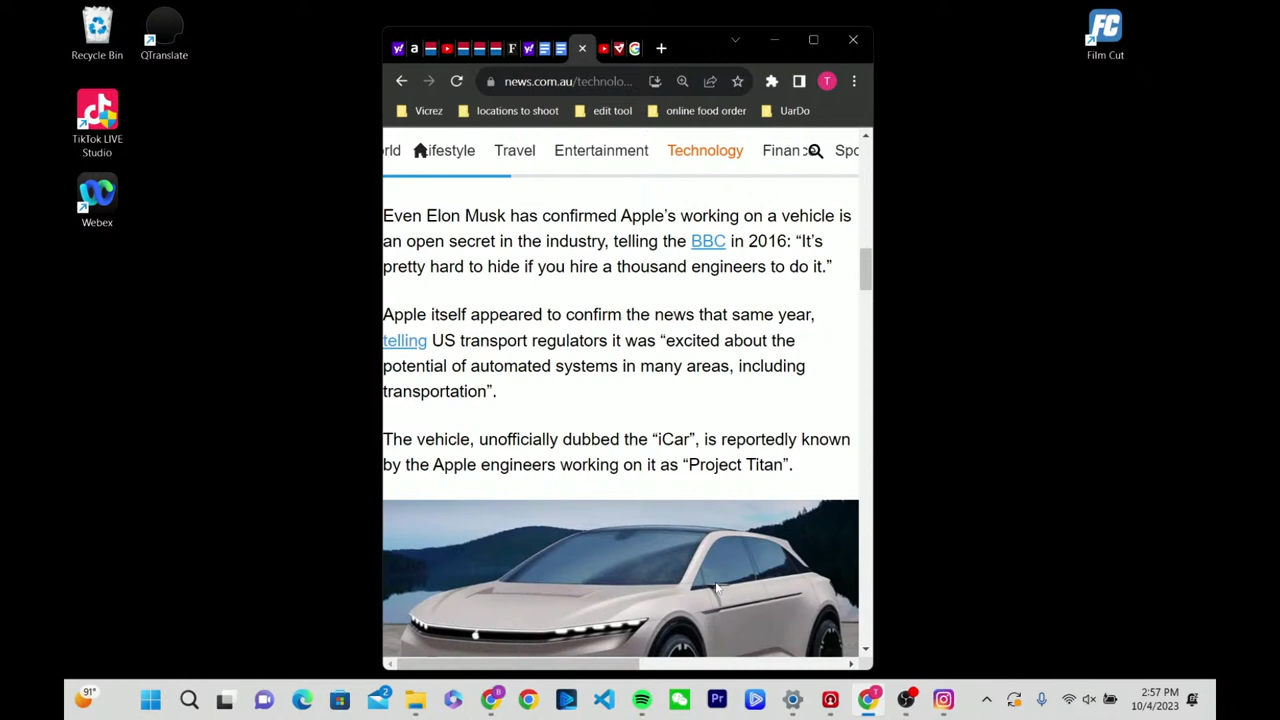 Recycle Bin
QTranslate
TikTok LIVE
Studio
Webex
FC
Film Cut
news.com.au/technolo...
T
Vicrez
locations to shoot
edit tool
online food order
UarDo
rld
Lifestyle
Travel
Entertainment
Technology
Finan
Spo
Even Elon Musk has confirmed Apple’s working on a vehicle is
an open secret in the industry, telling the BBC in 2016: “It’s
pretty hard to hide if you hire a thousand engineers to do it.”
Apple itself appeared to confirm the news that same year,
telling US transport regulators it was “excited about the
potential of automated systems in many areas, including
transportation”.
The vehicle, unofficially dubbed the “iCar”, is reportedly known
by the Apple engineers working on it as “Project Titan”.
91°
2
B
Pr
T
2:57 PM
10/4/2023